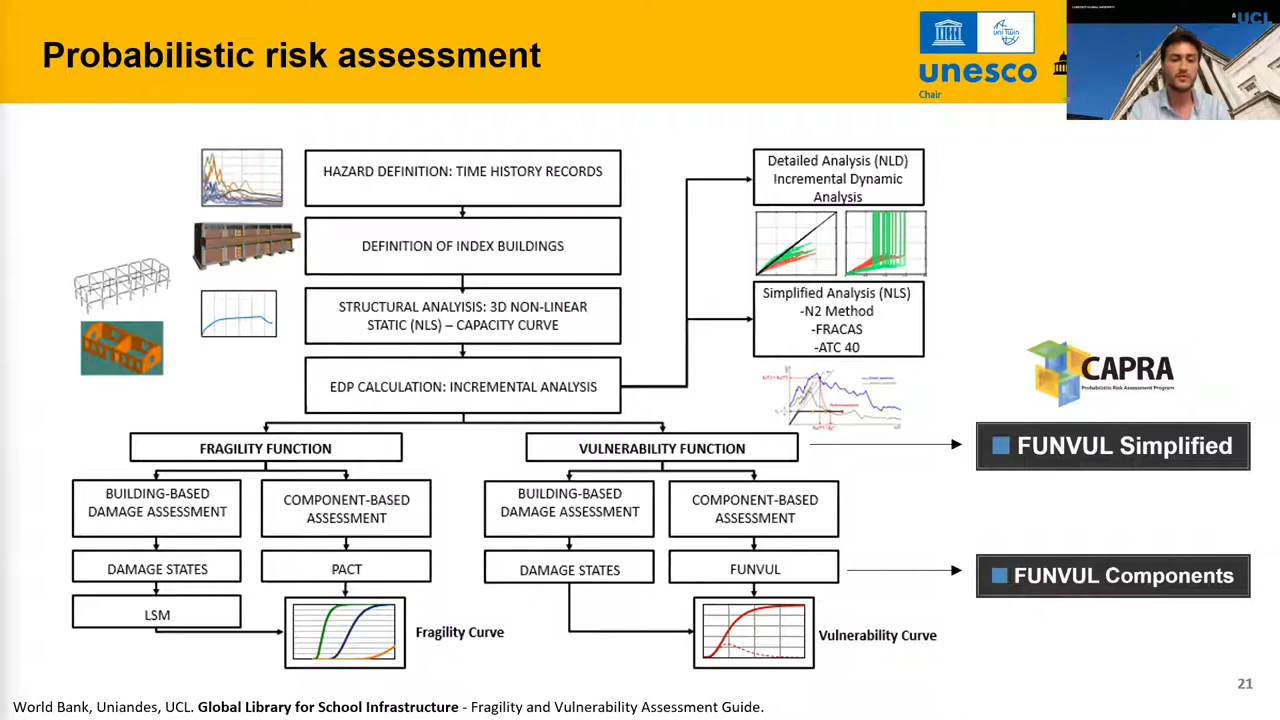 Probabilistic risk assessment
uni Twin
unesco
Chair
UCL
HAZARD DEFINITION: TIME HISTORY RECORDS
DEFINITION OF INDEX BUILDINGS
STRUCTURAL ANALYISIS: 3D NON-LINEAR
STATIC (NLS) – CAPACITY CURVE
EDP CALCULATION: INCREMENTAL ANALYSIS
Detailed Analysis (NLD)
Incremental Dynamic
Analysis
Simplified Analysis (NLS)
-N2 Method
-FRACAS
-ATC 40
CAPRA
Probabilistic Risk Assessment Program
FRAGILITY FUNCTION
VULNERABILITY FUNCTION
FUNVUL Simplified
BUILDING-BASED
DAMAGE ASSESSMENT
COMPONENT-BASED
ASSESSMENT
BUILDING-BASED
DAMAGE ASSESSMENT
COMPONENT-BASED
ASSESSMENT
DAMAGE STATES
PACT
DAMAGE STATES
FUNVUL
FUNVUL Components
LSM
Fragility Curve
Vulnerability Curve
21
World Bank, Uniandes, UCL. Global Library for School Infrastructure - Fragility and Vulnerability Assessment Guide.